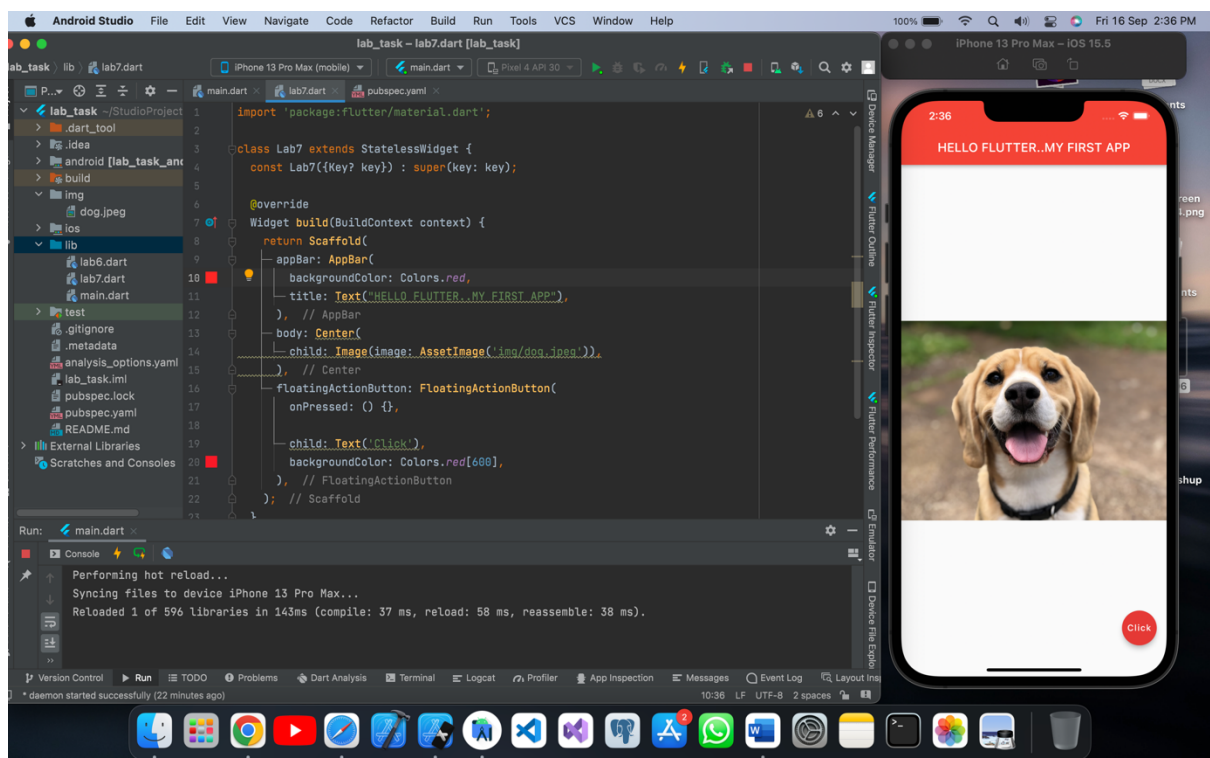 Android Studio File Edit View Navigate Code Refactor Build Run Tools VCS Window Help 100% Fri 16 Sep 2:36 PM
lab_task – lab7.dart [lab_task]
lab_task lib lab7.dart iPhone 13 Pro Max (mobile) main.dart Pixel 4 API 30
P... main.dart lab7.dart pubspec.yaml
lab_task ~/StudioProject
.dart_tool
.idea
android [lab_task_and
build
img
dog.jpeg
ios
lib
lab6.dart
lab7.dart
main.dart
test
.gitignore
.metadata
analysis_options.yam
lab_task.iml
pubspec.lock
pubspec.yaml
README.md
External Libraries
Scratches and Consoles
6
1 import 'package:flutter/material.dart';
2
3 class Lab7 extends StatelessWidget {
4 const Lab7({Key? key}) : super(key: key);
5
6 @override
7 Widget build(BuildContext context) {
8 return Scaffold(
9 appBar: AppBar(
10 backgroundColor: Colors.red,
11 title: Text("HELLO FLUTTER..MY FIRST APP"),
12 ), // AppBar
13 body: Center(
14 child: Image(image: AssetImage('img/dog.jpeg')),
15 ), // Center
16 floatingActionButton: FloatingActionButton(
17 onPressed: () {},
18
19 child: Text('Click'),
20 backgroundColor: Colors.red[600],
21 ), // FloatingActionButton
22 ); // Scaffold
23 }
Device Manager
Flutter Outline
Flutter Inspector
Flutter Performance
Emulator
Device File Explo
Run: main.dart
Console
Performing hot reload...
Syncing files to device iPhone 13 Pro Max...
Reloaded 1 of 596 libraries in 143ms (compile: 37 ms, reload: 58 ms, reassemble: 38 ms).
Version Control Run TODO Problems Dart Analysis Terminal Logcat Profiler App Inspection Messages Event Log Layout Ins
* daemon started successfully (22 minutes ago) 10:36 LF UTF-8 2 spaces
iPhone 13 Pro Max – iOS 15.5
2:36
HELLO FLUTTER..MY FIRST APP
Click
nts
reen
.png
nts
shup
2